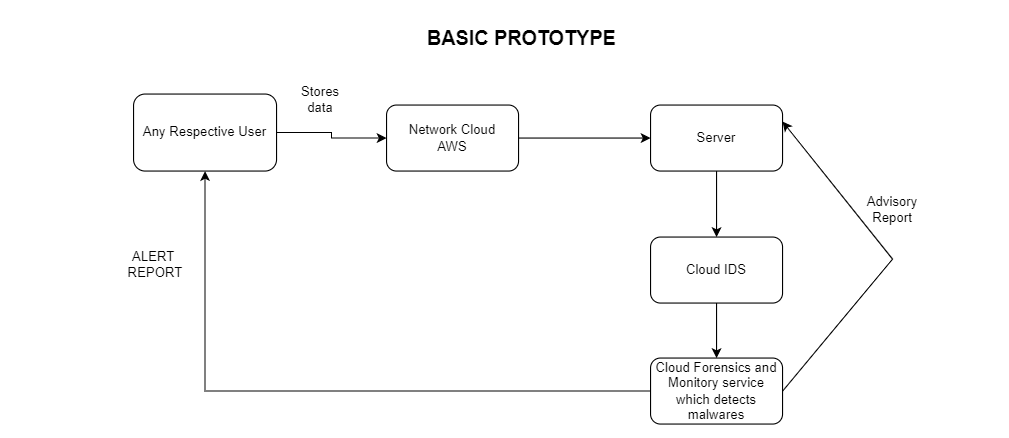 BASIC PROTOTYPE
Stores
data
Any Respective User
Network Cloud
AWS
Server
Advisory
Report
ALERT
REPORT
Cloud IDS
Cloud Forensics and
Monitory service
which detects
malwares